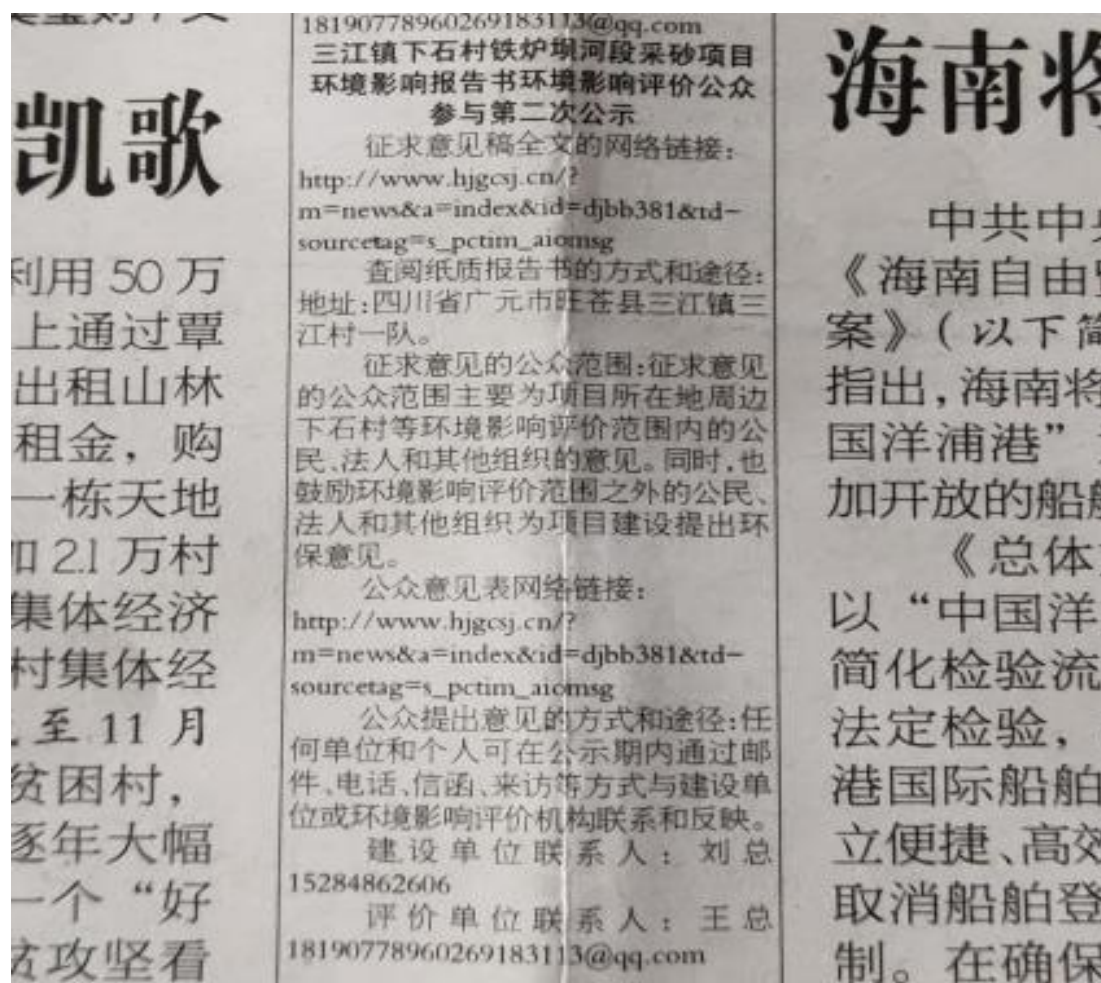 凯歌
利用 50 万
上通过覃
出租山林
租金，购
一栋天地
加 2.1 万村
集体经济
村集体经
至 11 月
贫困村，
逐年大幅
一个“好
贫攻坚看
18190778960269183113@qq.com
三江镇下石村铁炉坝河段采砂项目
环境影响报告书环境影响评价公众
参与第二次公示
征求意见稿全文的网络链接：
http://www.hjgcsj.cn/?
m=news&a=index&id=djbb381&td-
sourcetag=s_pctim_aiomsg
查阅纸质报告书的方式和途径：
地址：四川省广元市旺苍县三江镇三
江村一队。
征求意见的公众范围：征求意见
的公众范围主要为项目所在地周边
下石村等环境影响评价范围内的公
民、法人和其他组织的意见。同时，也
鼓励环境影响评价范围之外的公民、
法人和其他组织为项目建设提出环
保意见。
公众意见表网络链接：
http://www.hjgcsj.cn/?
m=news&a=index&id=djbb381&td-
sourcetag=s_pctim_aiomsg
公众提出意见的方式和途径：任
何单位和个人可在公示期内通过邮
件、电话、信函、来访等方式与建设单
位或环境影响评价机构联系和反映。
建设单位联系人：刘总
15284862606
评价单位联系人：王总
18190778960269183113@qq.com
海南将
中共中央
《海南自由贸
案》（以下简
指出，海南将
国洋浦港”
加开放的船舶
《总体
以“中国洋
简化检验流
法定检验，
港国际船舶
立便捷、高效
取消船舶登
制。在确保